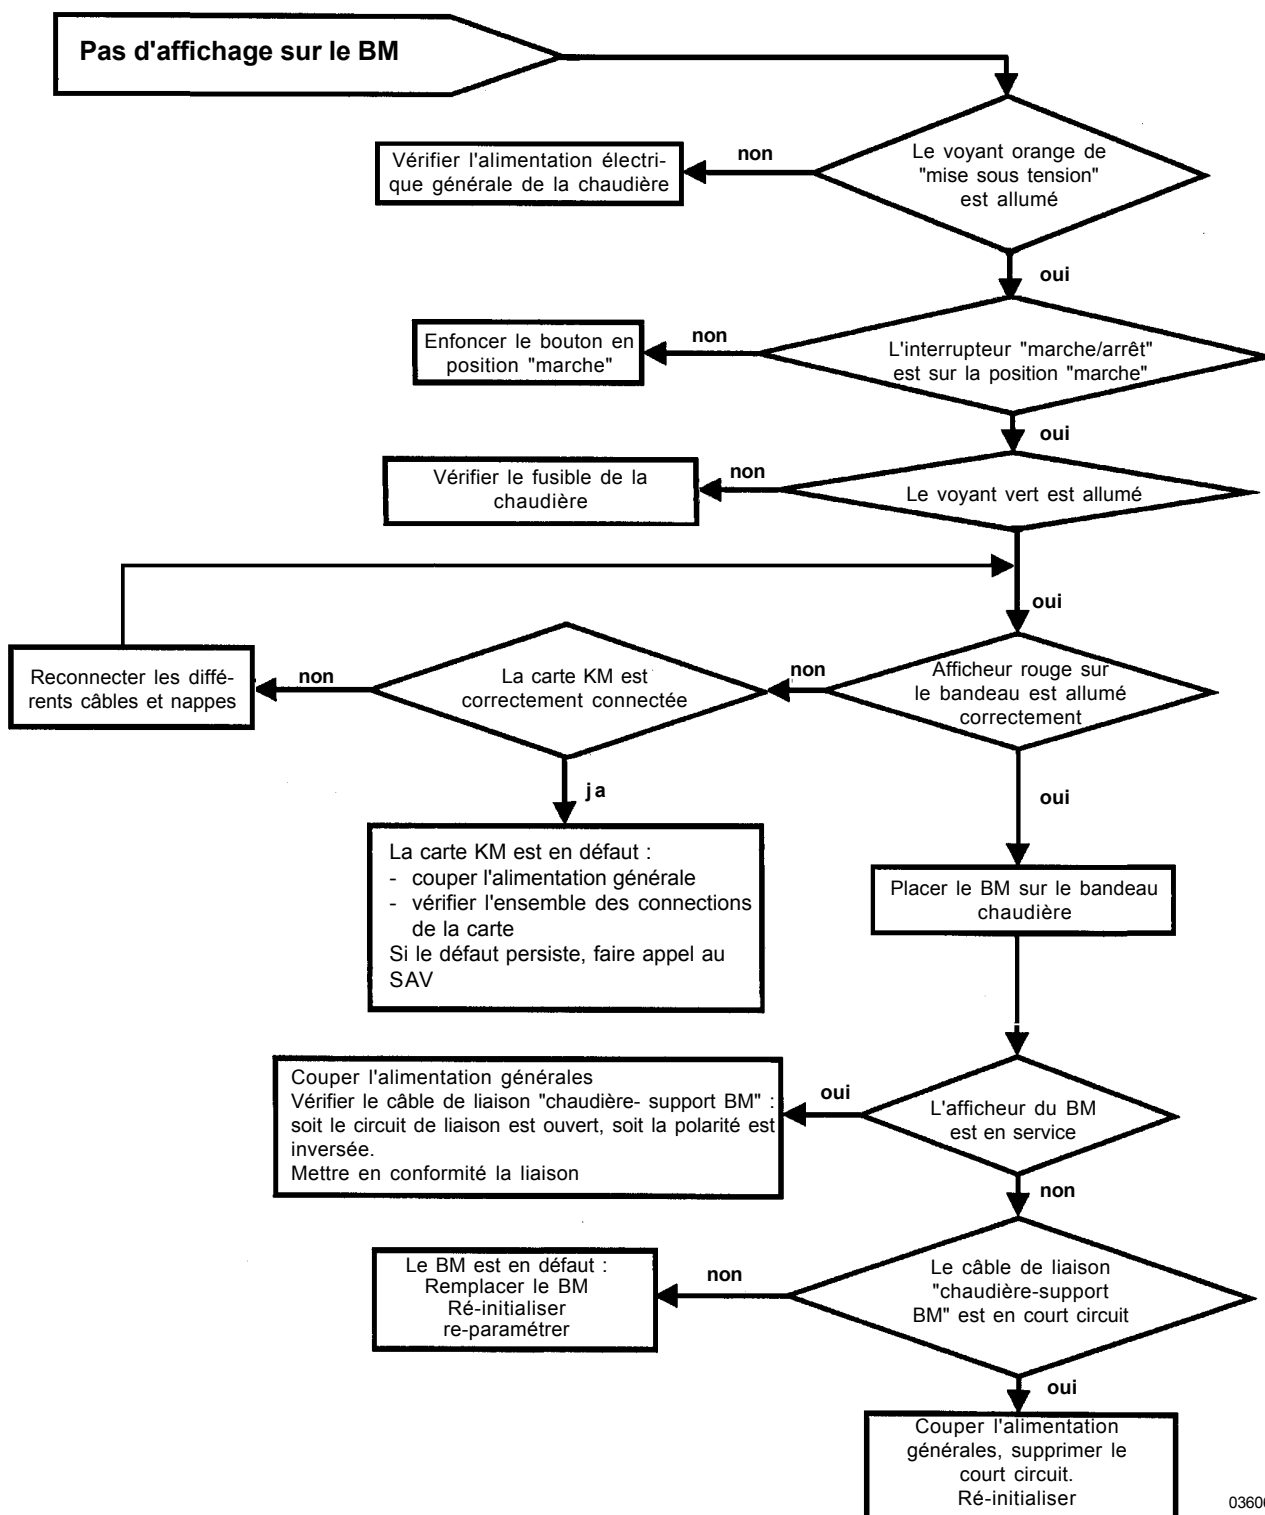 Pas d'affichage sur le BM
Le voyant orange de
"mise sous tension"
est allumé
non
Vérifier l'alimentation électri-
que générale de la chaudière
oui
L'interrupteur "marche/arrêt"
est sur la position "marche"
non
Enfoncer le bouton en
position "marche"
oui
Le voyant vert est allumé
non
Vérifier le fusible de la
chaudière
oui
Afficheur rouge sur
le bandeau est allumé
correctement
non
La carte KM est
correctement connectée
non
Reconnecter les diffé-
rents câbles et nappes
ja
La carte KM est en défaut :
- couper l'alimentation générale
- vérifier l'ensemble des connections
de la carte
Si le défaut persiste, faire appel au
SAV
oui
Placer le BM sur le bandeau
chaudière
L'afficheur du BM
est en service
oui
Couper l'alimentation générales
Vérifier le câble de liaison "chaudière- support BM" :
soit le circuit de liaison est ouvert, soit la polarité est
inversée.
Mettre en conformité la liaison
non
Le câble de liaison
"chaudière-support
BM" est en court circuit
non
Le BM est en défaut :
Remplacer le BM
Ré-initialiser
re-paramétrer
oui
Couper l'alimentation
générales, supprimer le
court circuit.
Ré-initialiser